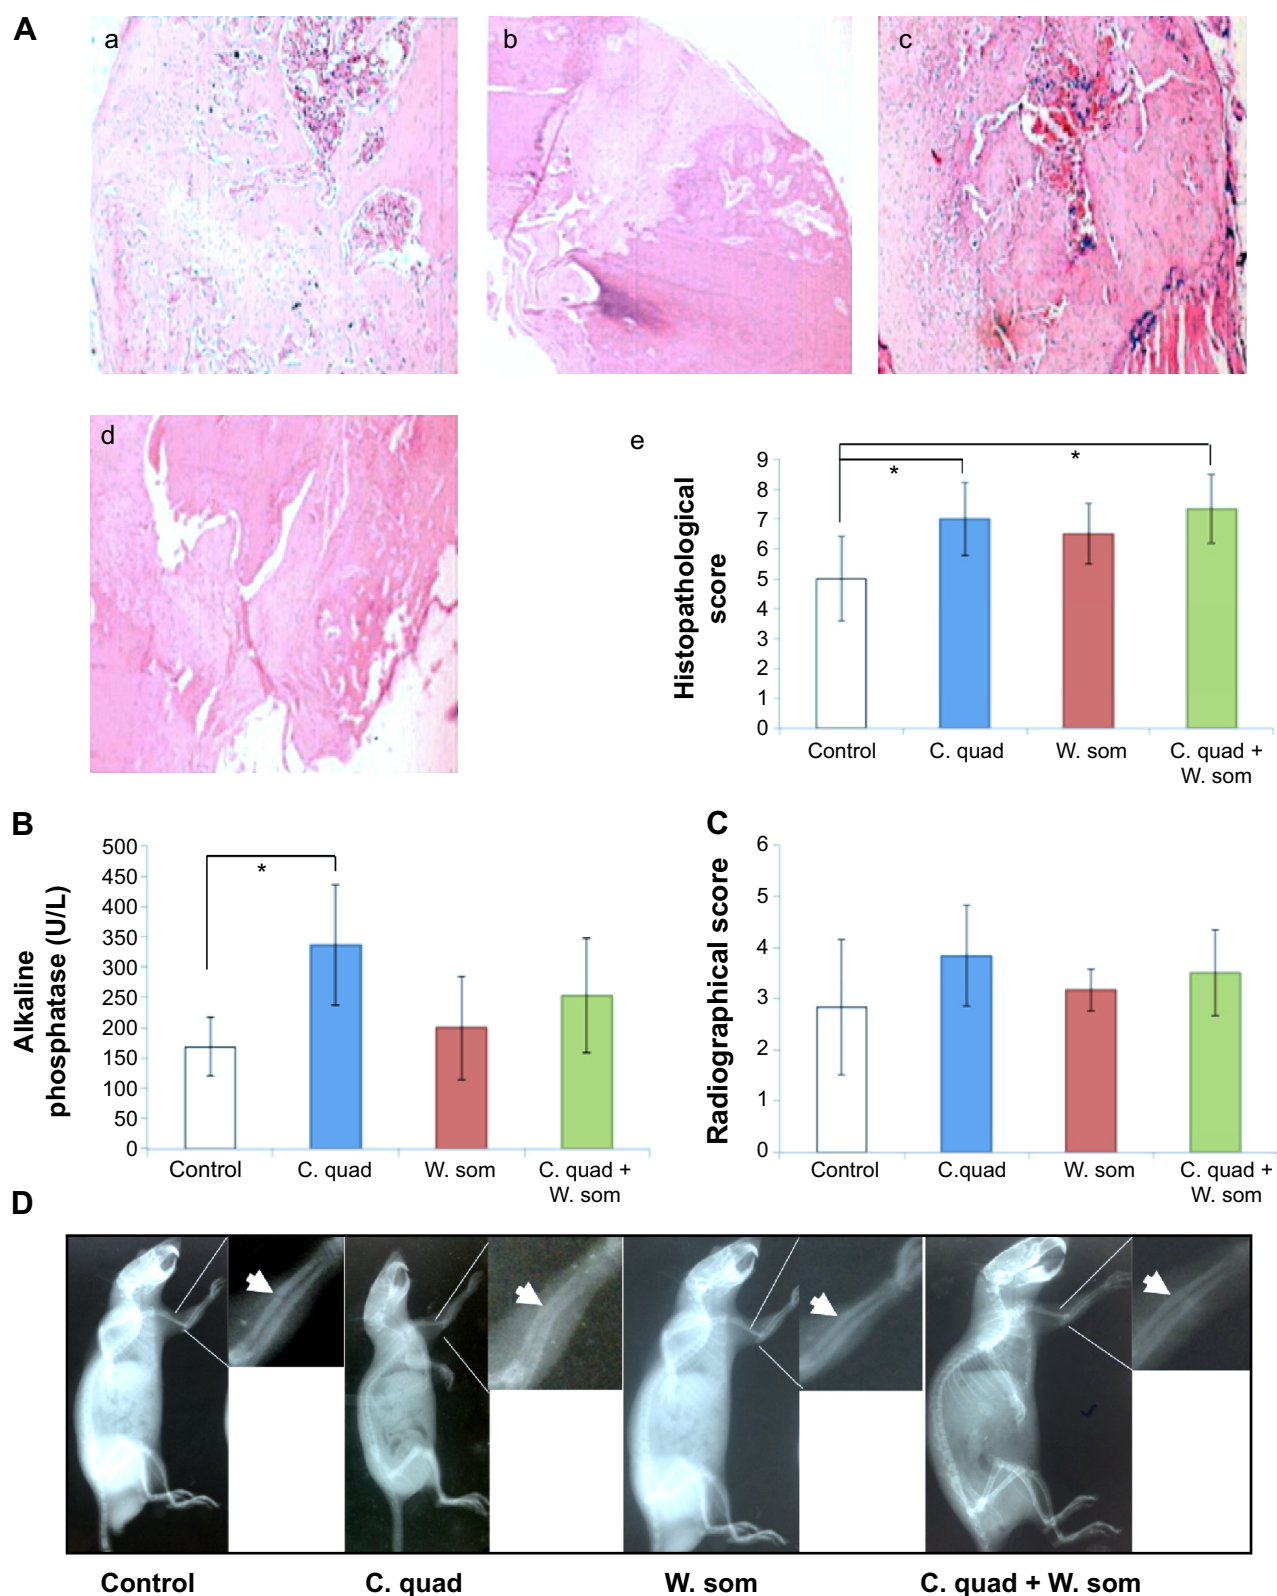 A
a
b
c
d
e
Histopathological
score
9
8
7
6
5
4
3
2
1
0
*
*
Control
C. quad
W. som
C. quad +
W. som
B
Alkaline
phosphatase (U/L)
500
450
400
350
300
250
200
150
100
50
0
*
Control
C. quad
W. som
C. quad +
W. som
C
Radiographical score
6
5
4
3
2
1
0
Control
C.quad
W. som
C. quad +
W. som
D
Control
C. quad
W. som
C. quad + W. som